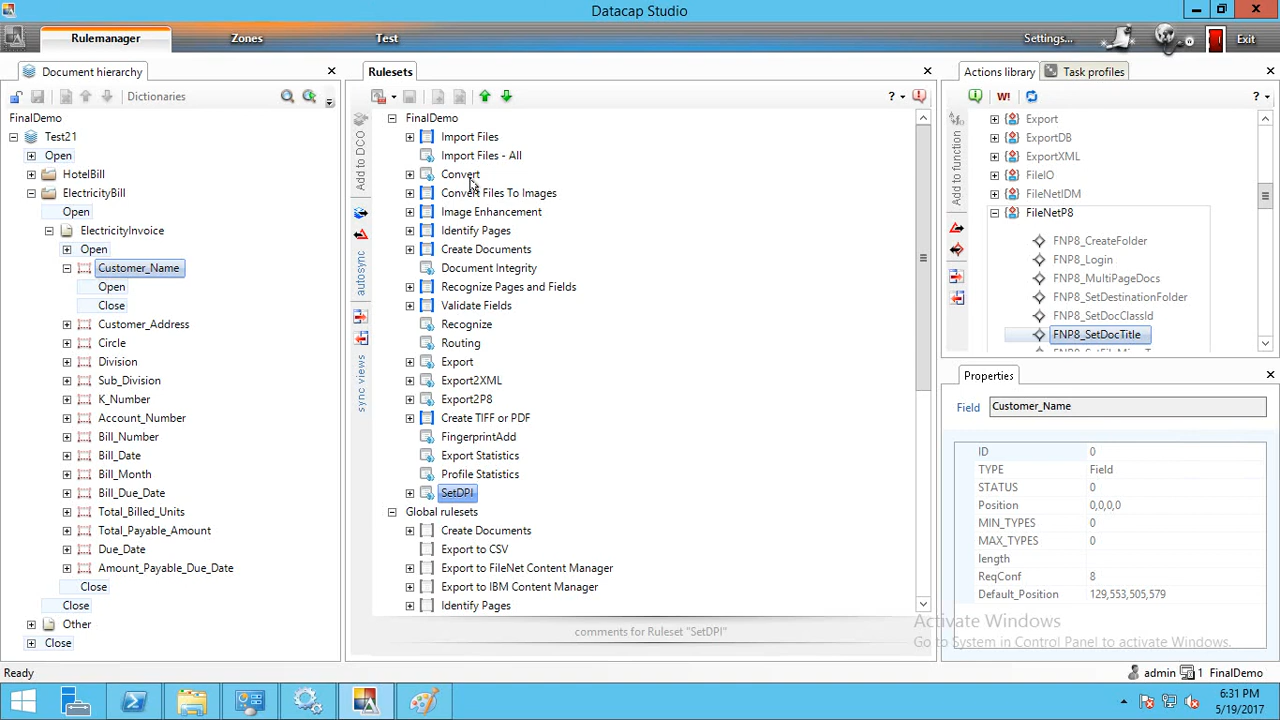 Datacap Studio
Rulemanager
Zones
Test
Settings...
Exit
Document hierarchy
Dictionaries
FinalDemo
Test21
Open
HotelBill
ElectricityBill
Open
ElectricityInvoice
Open
Customer_Name
Open
Close
Customer_Address
Circle
Division
Sub_Division
K_Number
Account_Number
Bill_Number
Bill_Date
Bill_Month
Bill_Due_Date
Total_Billed_Units
Total_Payable_Amount
Due_Date
Amount_Payable_Due_Date
Close
Close
Other
Close
Rulesets
?
Add to DCO
autosync
sync views
FinalDemo
Import Files
Import Files - All
Convert
Convert Files To Images
Image Enhancement
Identify Pages
Create Documents
Document Integrity
Recognize Pages and Fields
Validate Fields
Recognize
Routing
Export
Export2XML
Export2P8
Create TIFF or PDF
FingerprintAdd
Export Statistics
Profile Statistics
SetDPI
Global rulesets
Create Documents
Export to CSV
Export to FileNet Content Manager
Export to IBM Content Manager
Identify Pages
comments for Ruleset "SetDPI"
Actions library
Task profiles
W!
?
Add to function
Export
ExportDB
ExportXML
FileIO
FileNetIDM
FileNetP8
FNP8_CreateFolder
FNP8_Login
FNP8_MultiPageDocs
FNP8_SetDestinationFolder
FNP8_SetDocClassId
FNP8_SetDocTitle
Properties
Field Customer_Name
ID 0
TYPE Field
STATUS 0
Position 0,0,0,0
MIN_TYPES 0
MAX_TYPES 0
length
ReqConf 8
Default_Position 129,553,505,579
Activate Windows
Go to System in Control Panel to activate Windows.
Ready
admin 1 FinalDemo
6:31 PM
5/19/2017